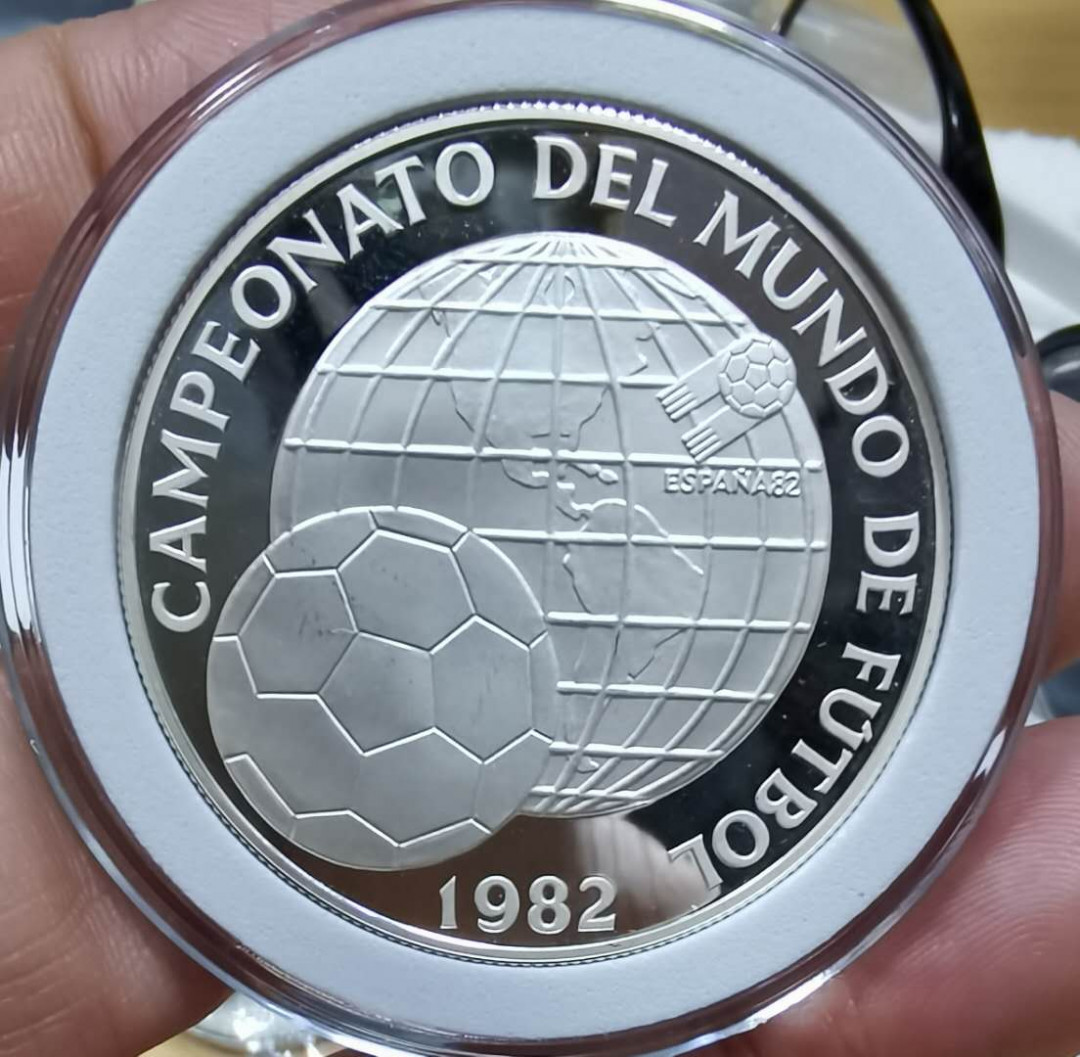 CAMPEONATO DEL MUNDO DE FÚTBOL
ESPAÑA82
1982